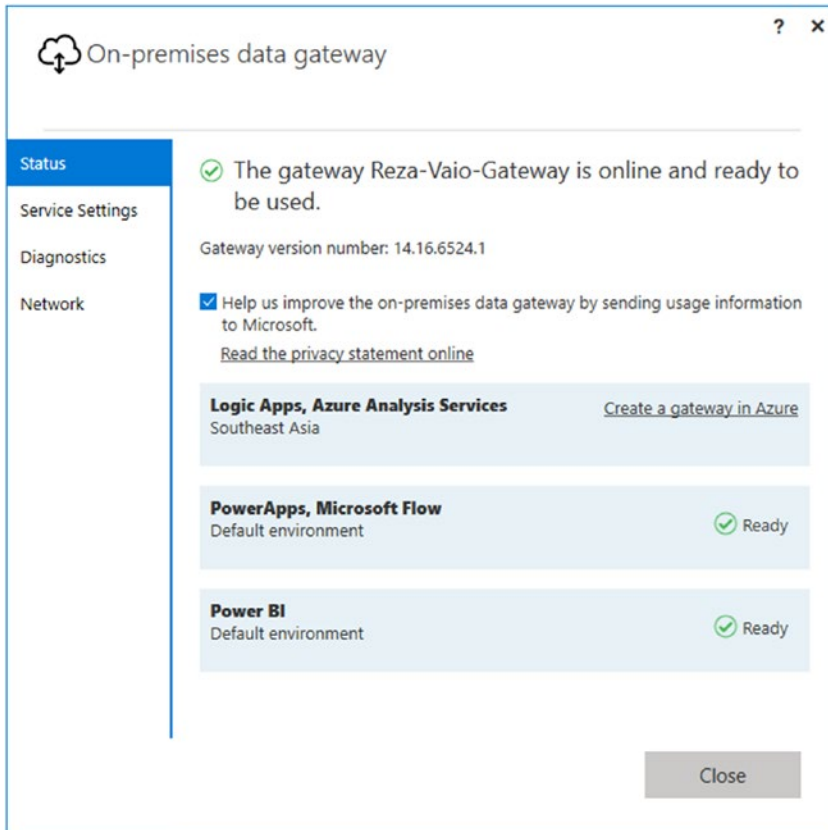 ? ×
On-premises data gateway
Status
Service Settings
Diagnostics
Network
The gateway Reza-Vaio-Gateway is online and ready to
be used.
Gateway version number: 14.16.6524.1
Help us improve the on-premises data gateway by sending usage information
to Microsoft.
Read the privacy statement online
Logic Apps, Azure Analysis Services Create a gateway in Azure
Southeast Asia
PowerApps, Microsoft Flow
Default environment
Ready
Power BI
Default environment
Ready
Close